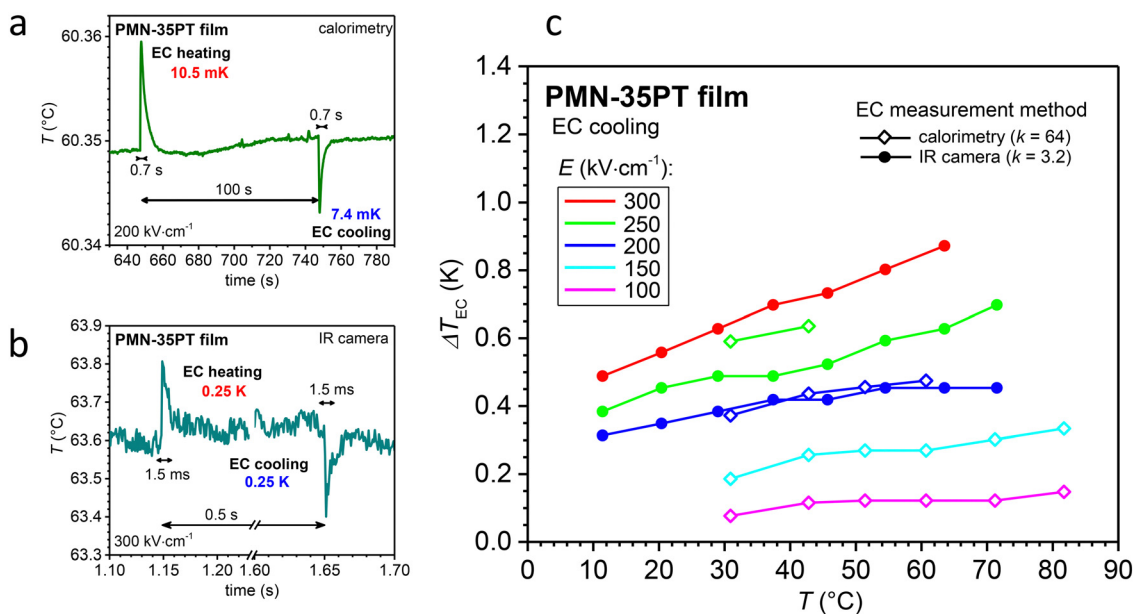 a
PMN-35PT film
calorimetry
EC heating
10.5 mK
0.7 s
0.7 s
100 s
7.4 mK
EC cooling
200 kV·cm⁻¹
60.36
60.35
60.34
T (°C)
640 660 680 700 720 740 760 780
time (s)
b
PMN-35PT film
IR camera
EC heating
0.25 K
1.5 ms
1.5 ms
EC cooling
0.25 K
0.5 s
300 kV·cm⁻¹
63.9
63.8
63.7
63.6
63.5
63.4
63.3
T (°C)
1.10 1.15 1.20 1.60 1.65 1.70
time (s)
c
PMN-35PT film
EC cooling
E (kV·cm⁻¹):
300
250
200
150
100
EC measurement method
calorimetry (k = 64)
IR camera (k = 3.2)
1.4
1.2
1.0
0.8
0.6
0.4
0.2
0.0
ΔT_EC (K)
0 10 20 30 40 50 60 70 80 90
T (°C)